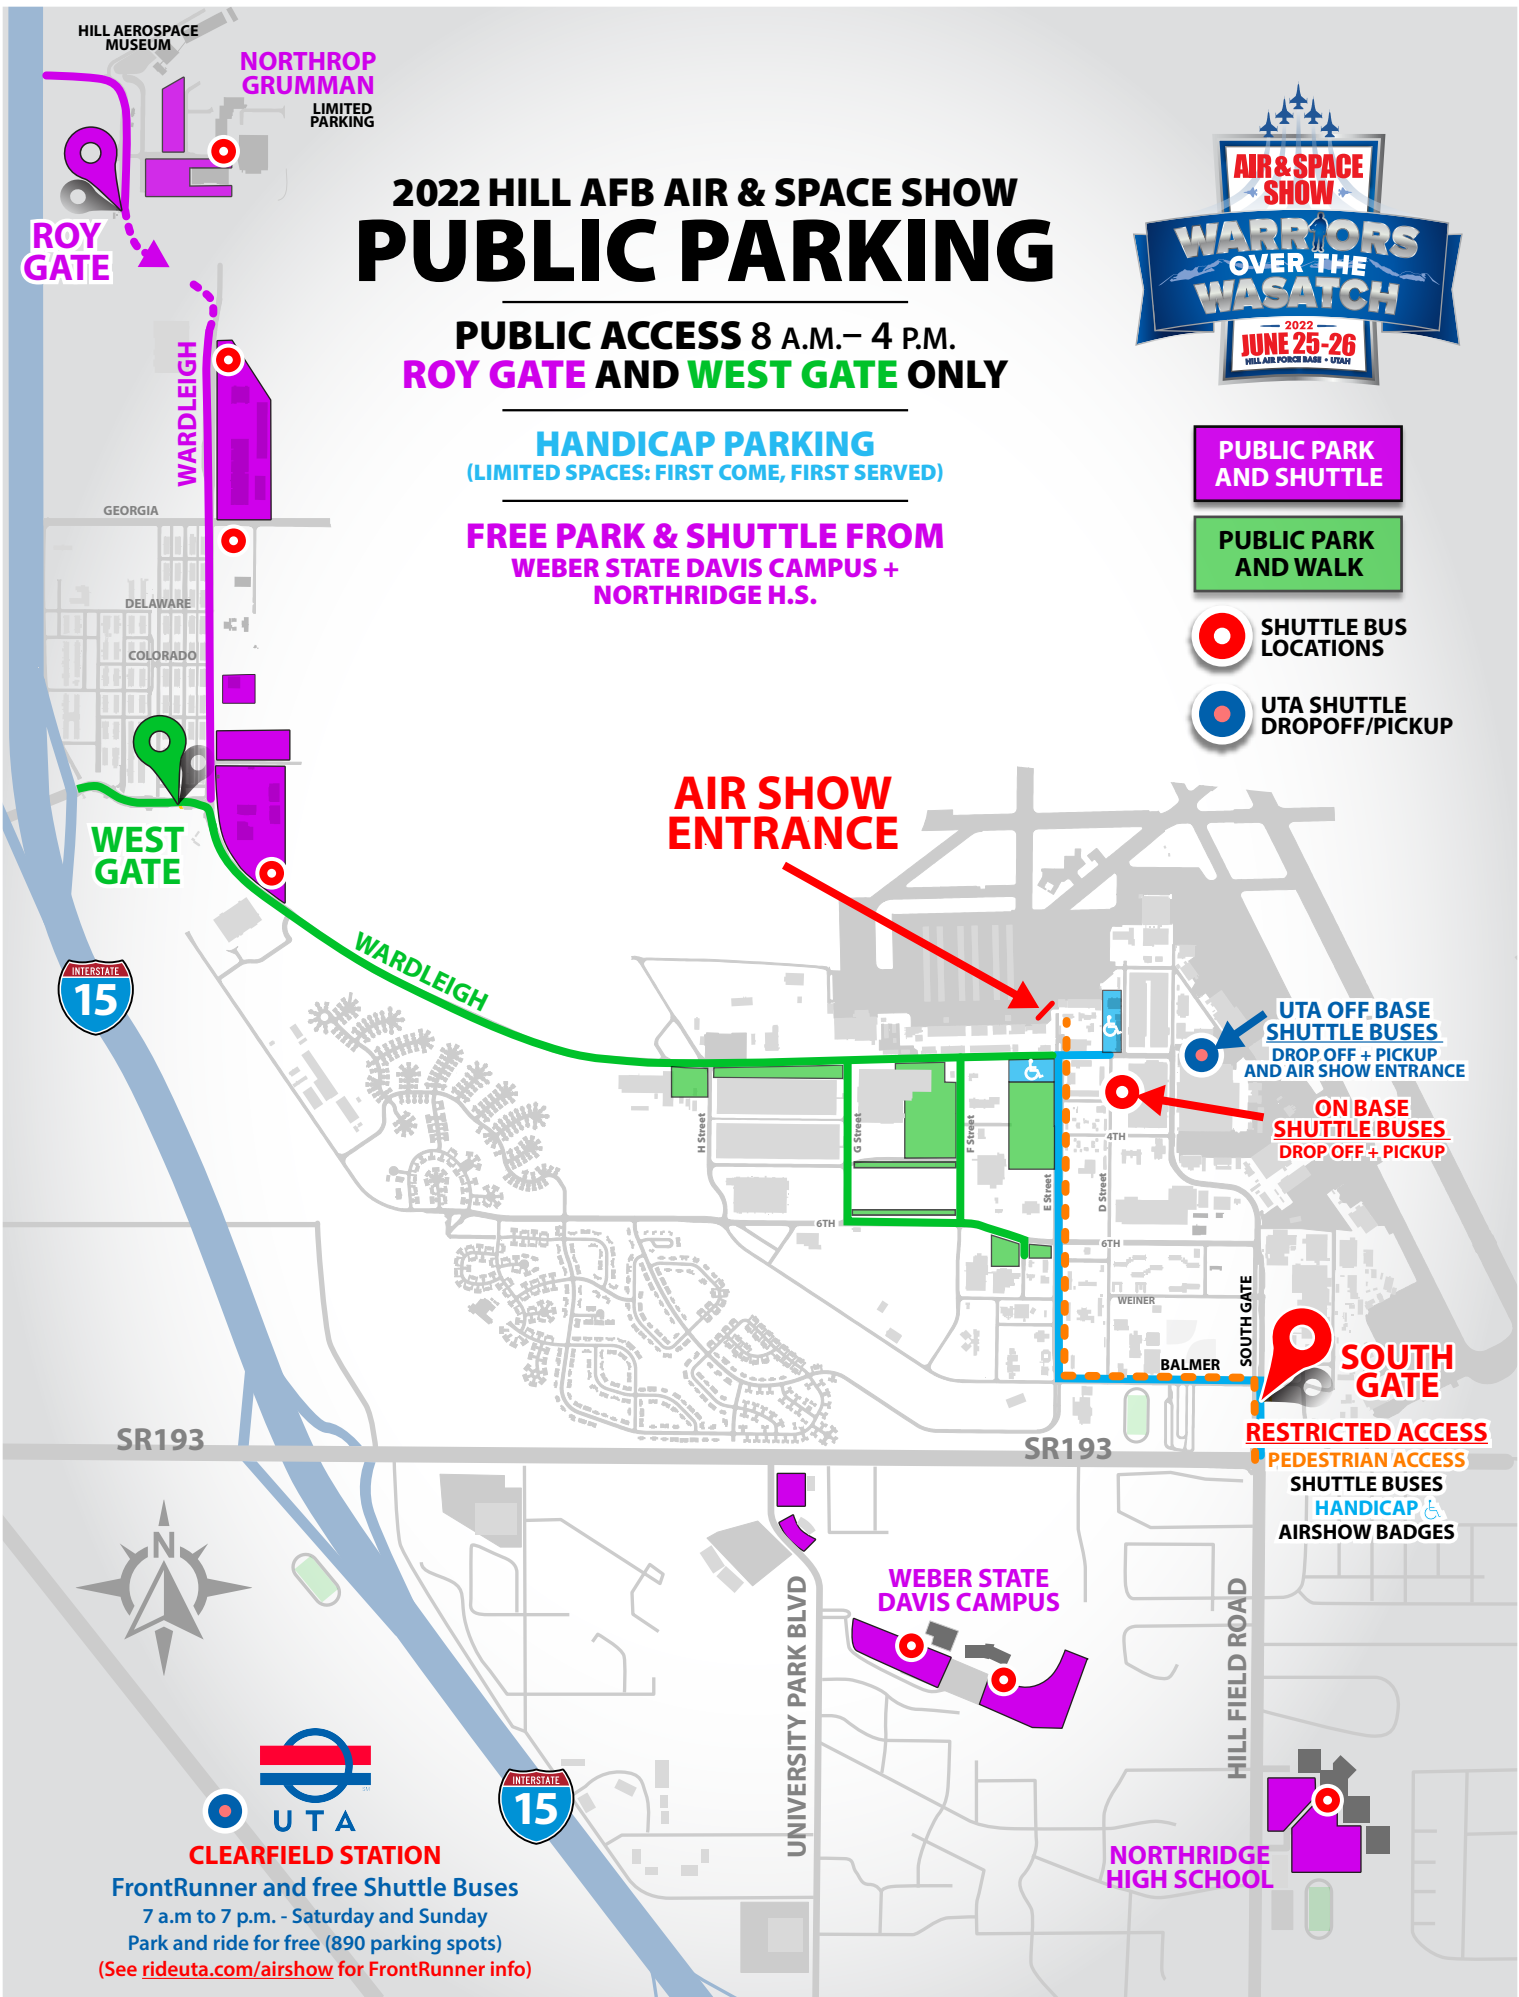 HILL AEROSPACE
MUSEUM
NORTHROP
GRUMMAN
LIMITED
PARKING
ROY
GATE
2022 HILL AFB AIR & SPACE SHOW
PUBLIC PARKING
PUBLIC ACCESS 8 A.M.– 4 P.M.
ROY GATE AND WEST GATE ONLY
HANDICAP PARKING
(LIMITED SPACES: FIRST COME, FIRST SERVED)
FREE PARK & SHUTTLE FROM
WEBER STATE DAVIS CAMPUS +
NORTHRIDGE H.S.
AIR & SPACE
SHOW
WARRIORS
OVER THE
WASATCH
2022
JUNE 25-26
HILL AIR FORCE BASE • UTAH
PUBLIC PARK
AND SHUTTLE
PUBLIC PARK
AND WALK
SHUTTLE BUS
LOCATIONS
UTA SHUTTLE
DROPOFF/PICKUP
WARDLEIGH
GEORGIA
DELAWARE
COLORADO
WEST
GATE
WARDLEIGH
INTERSTATE
15
AIR SHOW
ENTRANCE
UTA OFF BASE
SHUTTLE BUSES
DROP OFF + PICKUP
AND AIR SHOW ENTRANCE
ON BASE
SHUTTLE BUSES
DROP OFF + PICKUP
H Street
G Street
F Street
E Street
D Street
4TH
6TH
6TH
WEINER
BALMER
SOUTH GATE
SOUTH
GATE
RESTRICTED ACCESS
PEDESTRIAN ACCESS
SHUTTLE BUSES
HANDICAP
AIRSHOW BADGES
SR193
SR193
N
WEBER STATE
DAVIS CAMPUS
UNIVERSITY PARK BLVD
HILL FIELD ROAD
NORTHRIDGE
HIGH SCHOOL
INTERSTATE
15
UTA
CLEARFIELD STATION
FrontRunner and free Shuttle Buses
7 a.m to 7 p.m. - Saturday and Sunday
Park and ride for free (890 parking spots)
(See rideuta.com/airshow for FrontRunner info)